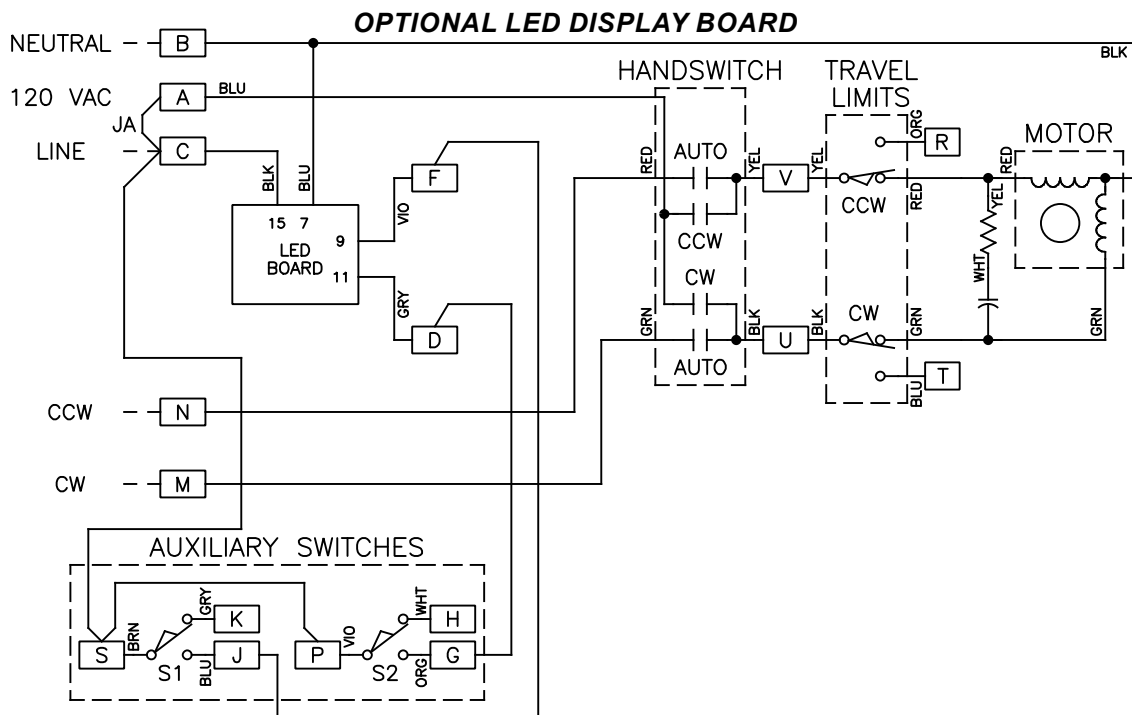 OPTIONAL LED DISPLAY BOARD
NEUTRAL
B
BLK
120 VAC
A
BLU
JA
LINE
C
HANDSWITCH
TRAVEL
LIMITS
MOTOR
BLK
BLU
VIO
F
15 7
9
LED
BOARD
11
GRY
D
RED
AUTO
YEL
V
YEL
CCW
ORG
R
RED
RED
YEL
CCW
CW
WHT
GRN
BLK
U
BLK
CW
GRN
GRN
AUTO
BLU
T
CCW
N
CW
M
AUXILIARY SWITCHES
S
BRN
S1
GRY
K
BLU
J
P
VIO
S2
WHT
H
ORG
G